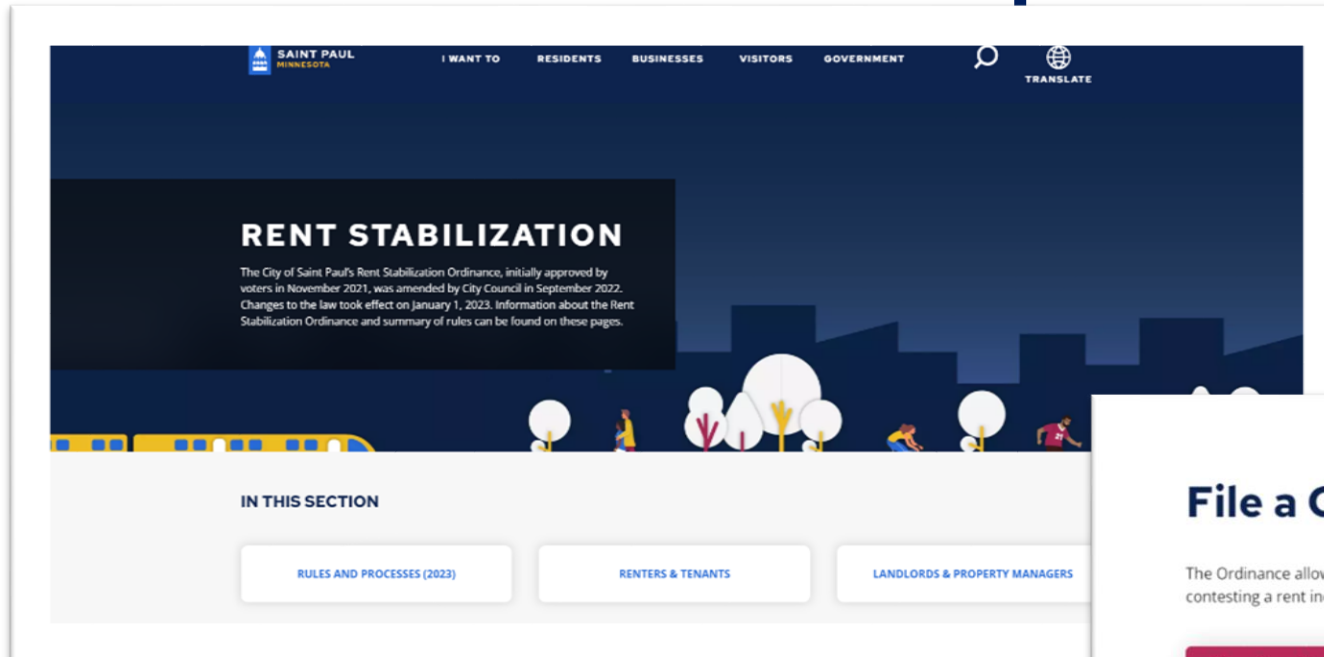 SAINT PAUL
MINNESOTA
I WANT TO
RESIDENTS
BUSINESSES
VISITORS
GOVERNMENT
TRANSLATE
RENT STABILIZATION
The City of Saint Paul's Rent Stabilization Ordinance, initially approved by
voters in November 2021, was amended by City Council in September 2022.
Changes to the law took effect on January 1, 2023. Information about the Rent
Stabilization Ordinance and summary of rules can be found on these pages.
21
IN THIS SECTION
RULES AND PROCESSES (2023)
RENTERS & TENANTS
LANDLORDS & PROPERTY MANAGERS
File a
The Ordinance
contesting a rent